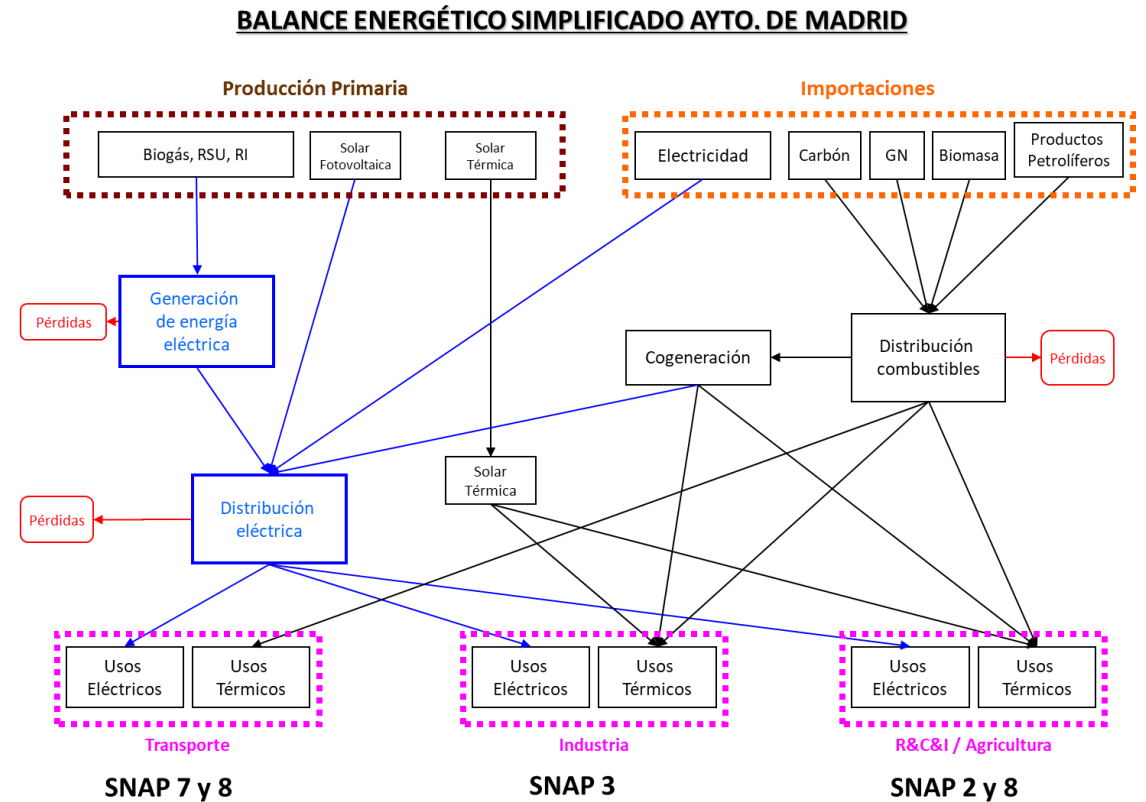 BALANCE ENERGÉTICO SIMPLIFICADO AYTO. DE MADRID
Producción Primaria
Importaciones
Biogás, RSU, RI
Solar
Fotovoltaica
Solar
Térmica
Electricidad
Carbón
GN
Biomasa
Productos
Petrolíferos
Generación
de energía
eléctrica
Pérdidas
Cogeneración
Distribución
combustibles
Pérdidas
Solar
Térmica
Distribución
eléctrica
Pérdidas
Usos
Eléctricos
Usos
Térmicos
Usos
Eléctricos
Usos
Térmicos
Usos
Eléctricos
Usos
Térmicos
Transporte
Industria
R&C&I / Agricultura
SNAP 7 y 8
SNAP 3
SNAP 2 y 8